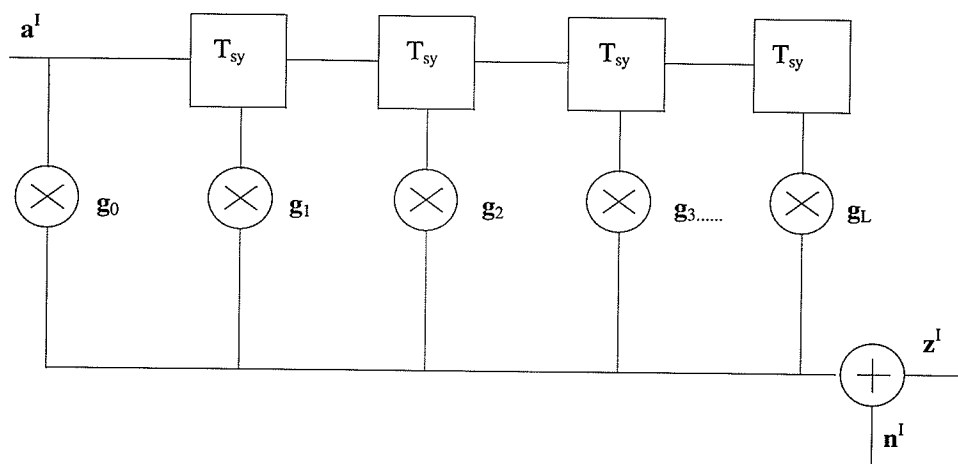 a^I
T_sy T_sy T_sy T_sy
g_0 g_1 g_2 g_3...... g_L
z^I
n^I